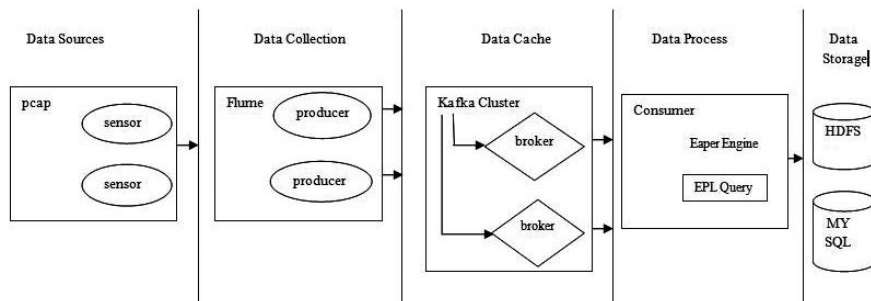 Data Sources
Data Collection
Data Cache
Data Process
Data
Storage
pcap
sensor
sensor
Flume
producer
producer
Kafka Cluster
broker
broker
Consumer
Eaper Engine
EPL Query
HDFS
MY
SQL